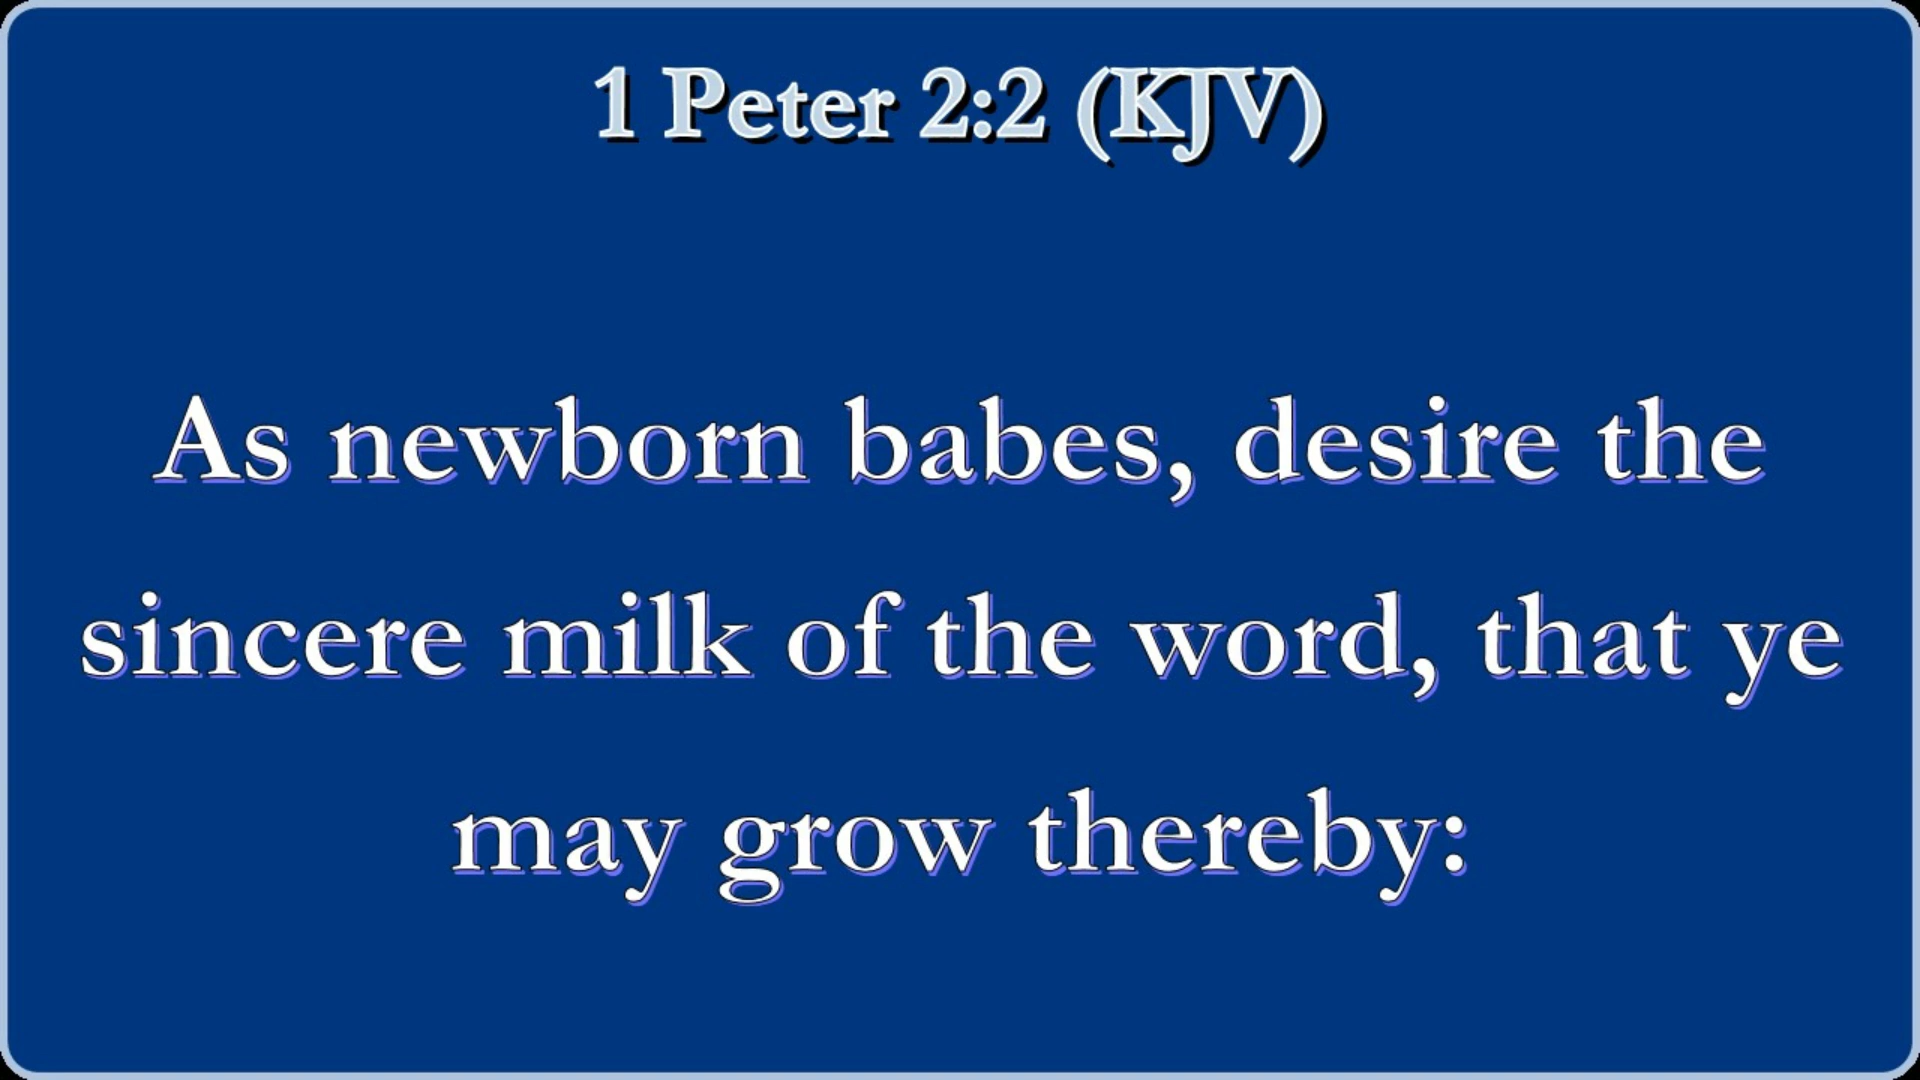 1 Peter 2:2 (KJV)
As newborn babes, desire the
sincere milk of the word, that ye
may grow thereby: